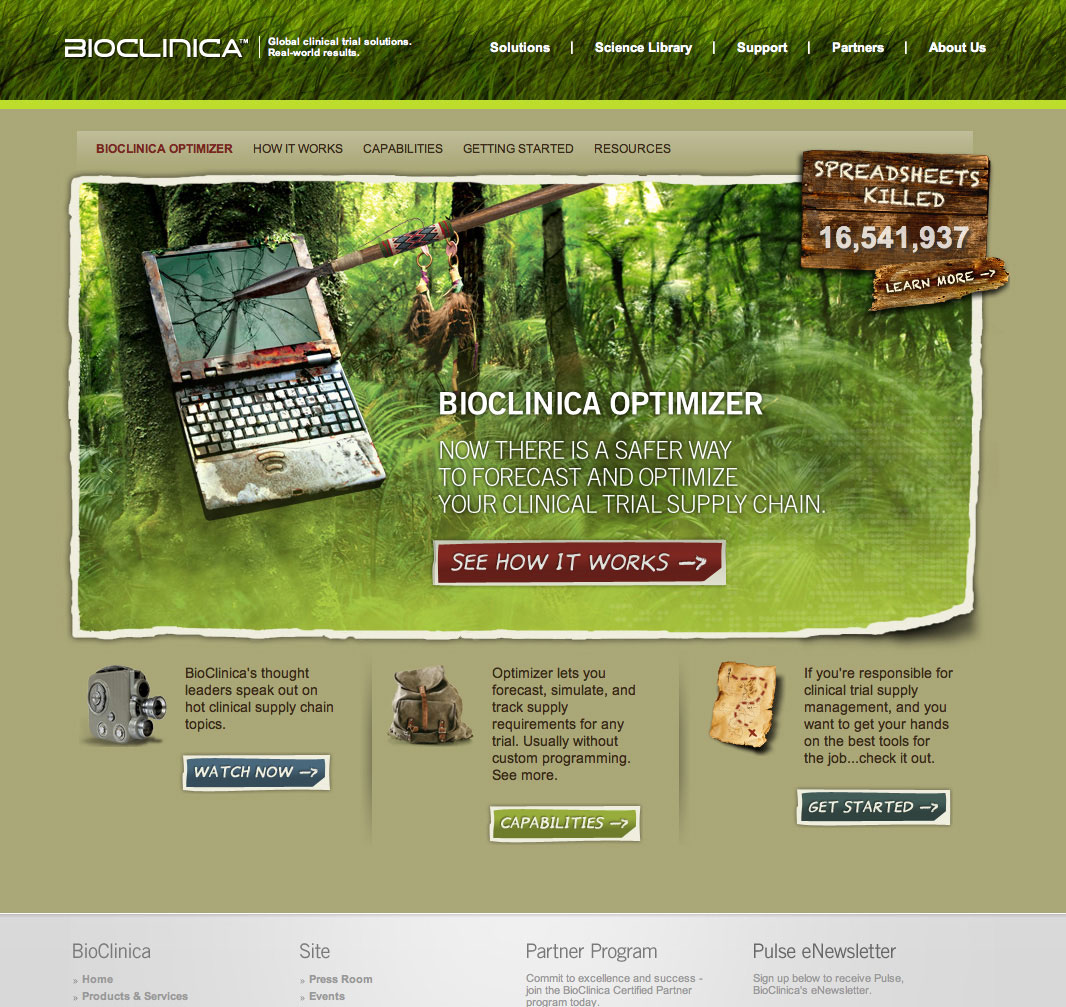 BIOCLINICA™
Global clinical trial solutions.
Real-world results.
Solutions | Science Library | Support | Partners | About Us
BIOCLINICA OPTIMIZER HOW IT WORKS CAPABILITIES GETTING STARTED RESOURCES
SPREADSHEETS
KILLED
16,541,937
LEARN MORE —>
BIOCLINICA OPTIMIZER
NOW THERE IS A SAFER WAY
TO FORECAST AND OPTIMIZE
YOUR CLINICAL TRIAL SUPPLY CHAIN.
SEE HOW IT WORKS —>
BioClinica's thought
leaders speak out on
hot clinical supply chain
topics.
WATCH NOW —>
Optimizer lets you
forecast, simulate, and
track supply
requirements for any
trial. Usually without
custom programming.
See more.
CAPABILITIES —>
If you're responsible for
clinical trial supply
management, and you
want to get your hands
on the best tools for
the job...check it out.
GET STARTED —>
BioClinica
» Home
» Products & Services
Site
» Press Room
» Events
Partner Program
Commit to excellence and success -
join the BioClinica Certified Partner
program today.
Pulse eNewsletter
Sign up below to receive Pulse,
BioClinica's eNewsletter.